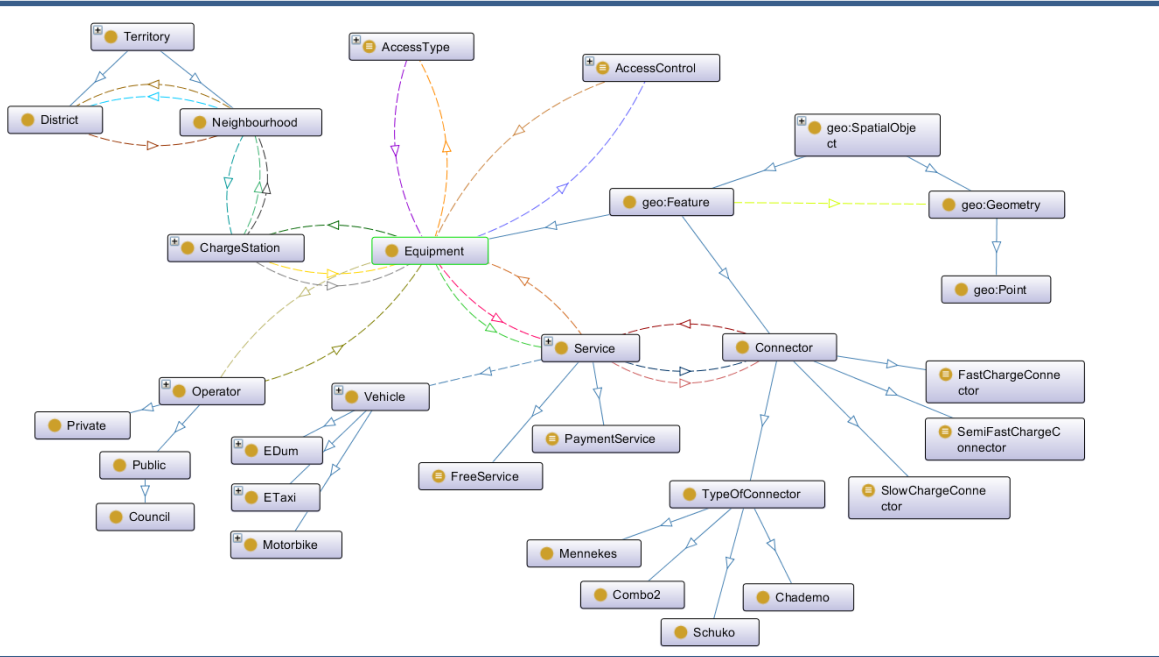 Territory
AccessType
AccessControl
District
Neighbourhood
geo:SpatialObje
ct
geo:Feature
geo:Geometry
ChargeStation
Equipment
geo:Point
Service
Connector
FastChargeConne
ctor
Operator
Vehicle
Private
PaymentService
SemiFastChargeC
onnector
EDum
Public
FreeService
ETaxi
TypeOfConnector
SlowChargeConne
ctor
Council
Motorbike
Mennekes
Combo2
Chademo
Schuko